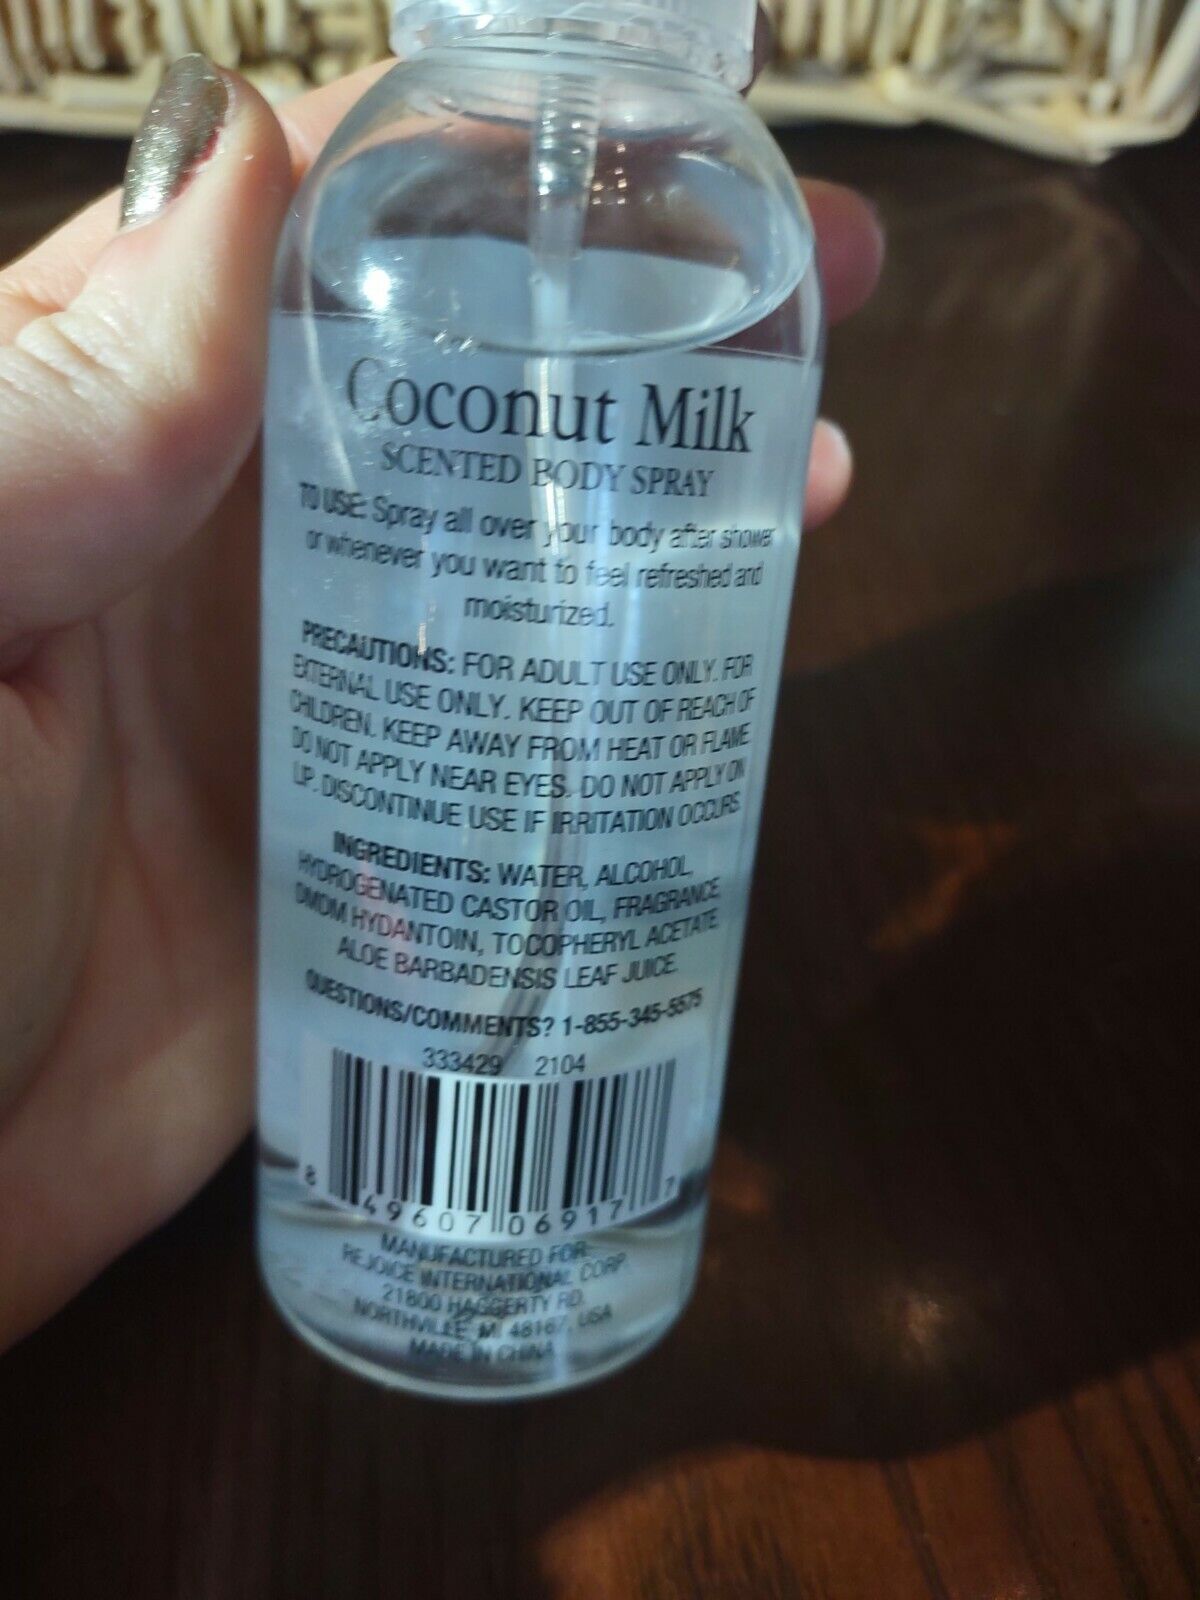 Coconut Milk
SCENTED BODY SPRAY
TO USE: Spray all over your body after shower
or whenever you want to feel refreshed and
moisturized.
PRECAUTIONS: FOR ADULT USE ONLY. FOR
EXTERNAL USE ONLY. KEEP OUT OF REACH OF
CHILDREN. KEEP AWAY FROM HEAT OR FLAME
DO NOT APPLY NEAR EYES. DO NOT APPLY ON
LIP. DISCONTINUE USE IF IRRITATION OCCURS.
INGREDIENTS: WATER, ALCOHOL,
HYDROGENATED CASTOR OIL, FRAGRANCE,
DMDM HYDANTOIN, TOCOPHERYL ACETATE,
ALOE BARBADENSIS LEAF JUICE.
QUESTIONS/COMMENTS? 1-855-345-5575
333429 2104
8 49607 06917 7
MANUFACTURED FOR:
REJOICE INTERNATIONAL CORP.
21800 HAGGERTY RD
NORTHVILLE, MI 48167, USA
MADE IN CHINA